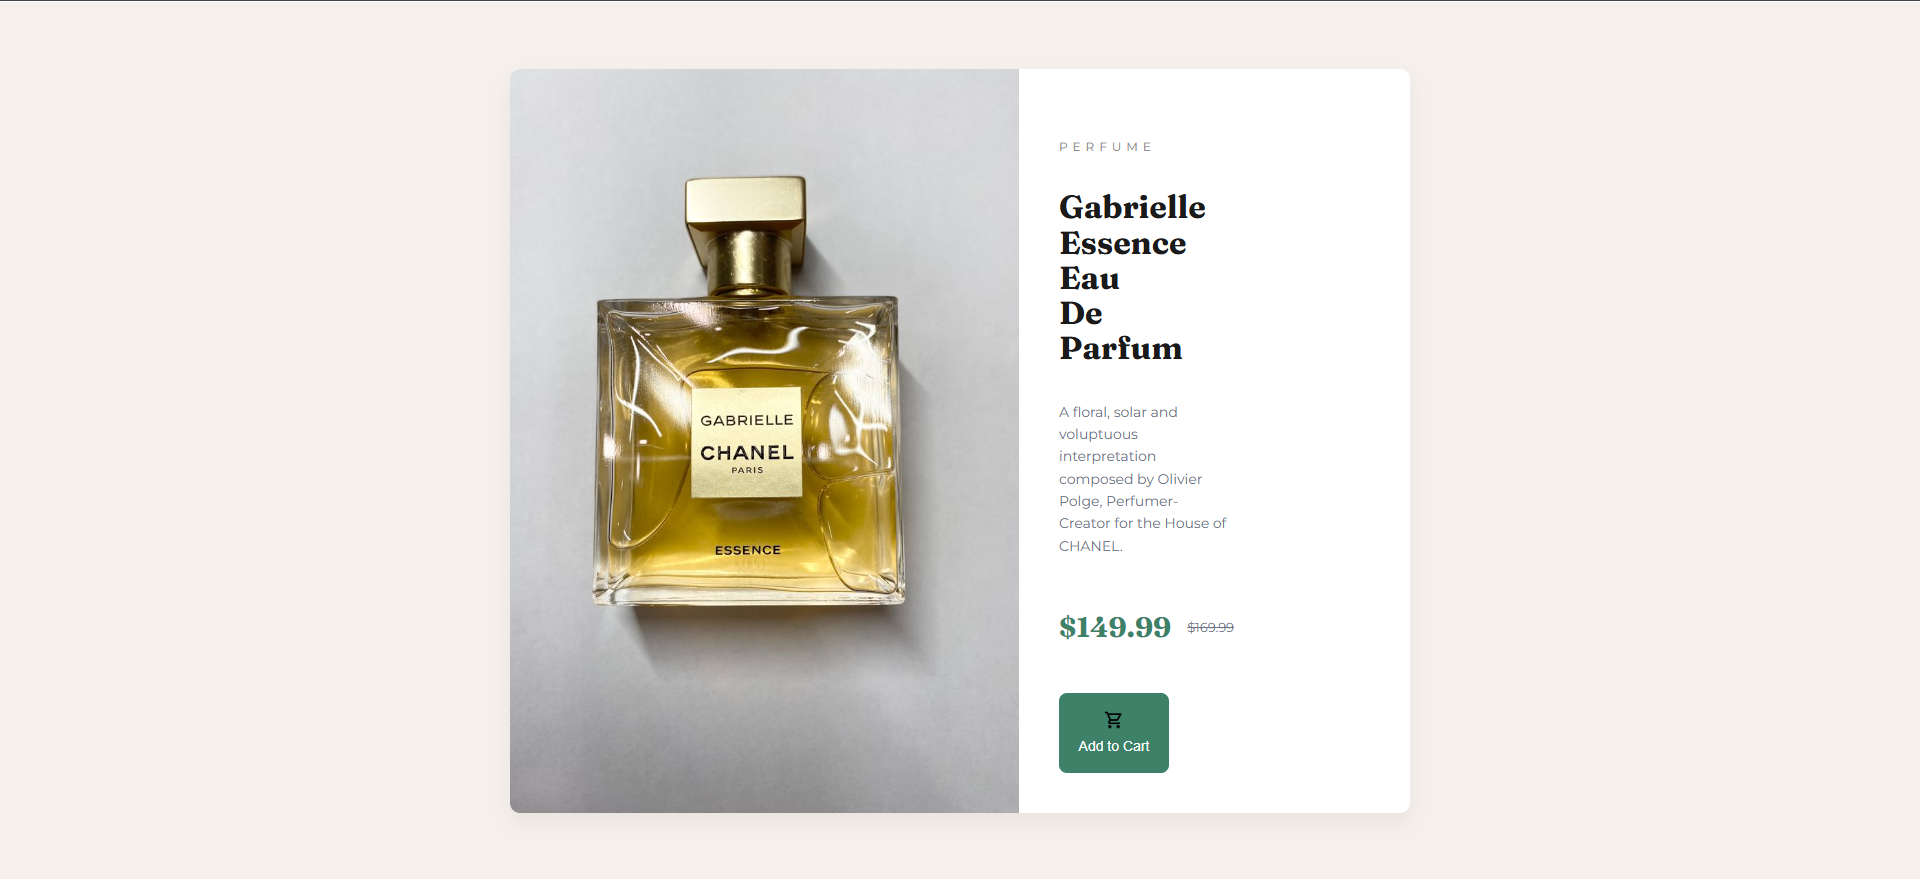 GABRIELLE
CHANEL
PARIS
ESSENCE
PERFUME
Gabrielle
Essence
Eau
De
Parfum
A floral, solar and
voluptuous
interpretation
composed by Olivier
Polge, Perfumer-
Creator for the House of
CHANEL.
$149.99 $169.99
Add to Cart